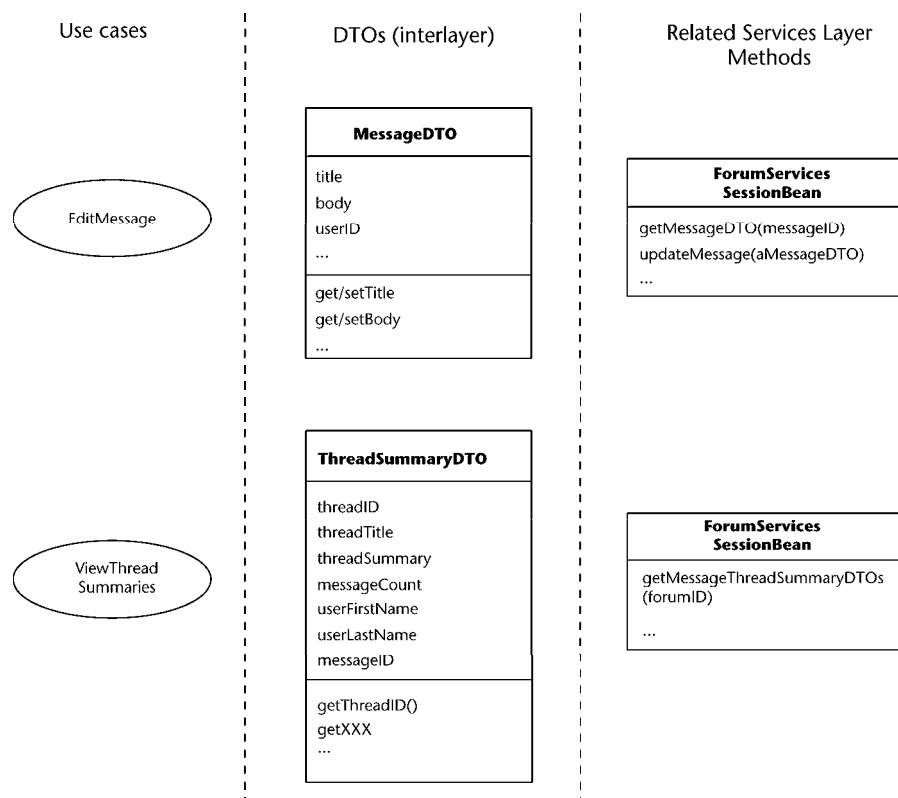 Use cases
DTOs (interlayer)
Related Services Layer
Methods
MessageDTO
title
body
userID
...
get/setTitle
get/setBody
...
EditMessage
ForumServices
SessionBean
getMessageDTO(messageID)
updateMessage(aMessageDTO)
...
ThreadSummaryDTO
threadID
threadTitle
threadSummary
messageCount
userFirstName
userLastName
messageID
getThreadID()
getXXX
...
ViewThread
Summaries
ForumServices
SessionBean
getMessageThreadSummaryDTOs
(forumID)
...